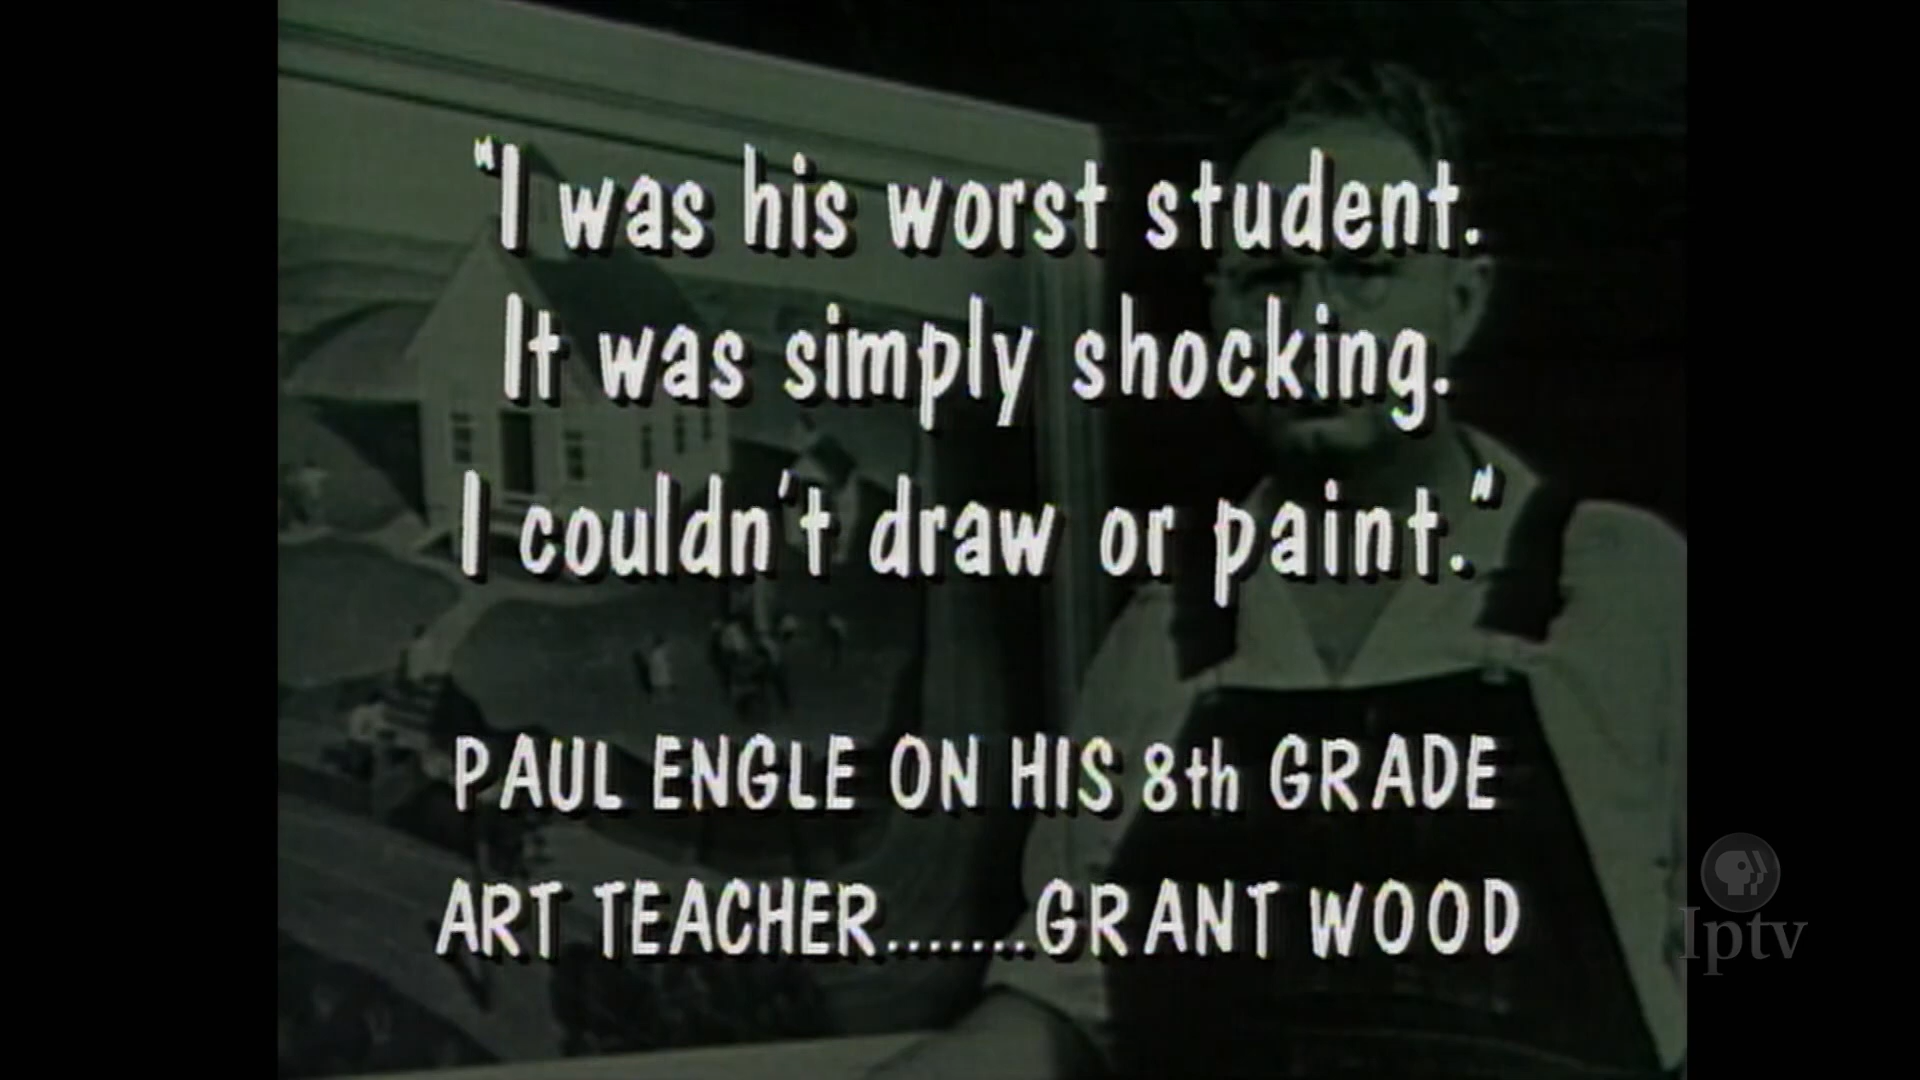 "I was his worst student.
It was simply shocking.
I couldn't draw or paint."
PAUL ENGLE ON HIS 8th GRADE
ART TEACHER.......GRANT WOOD
Iptv